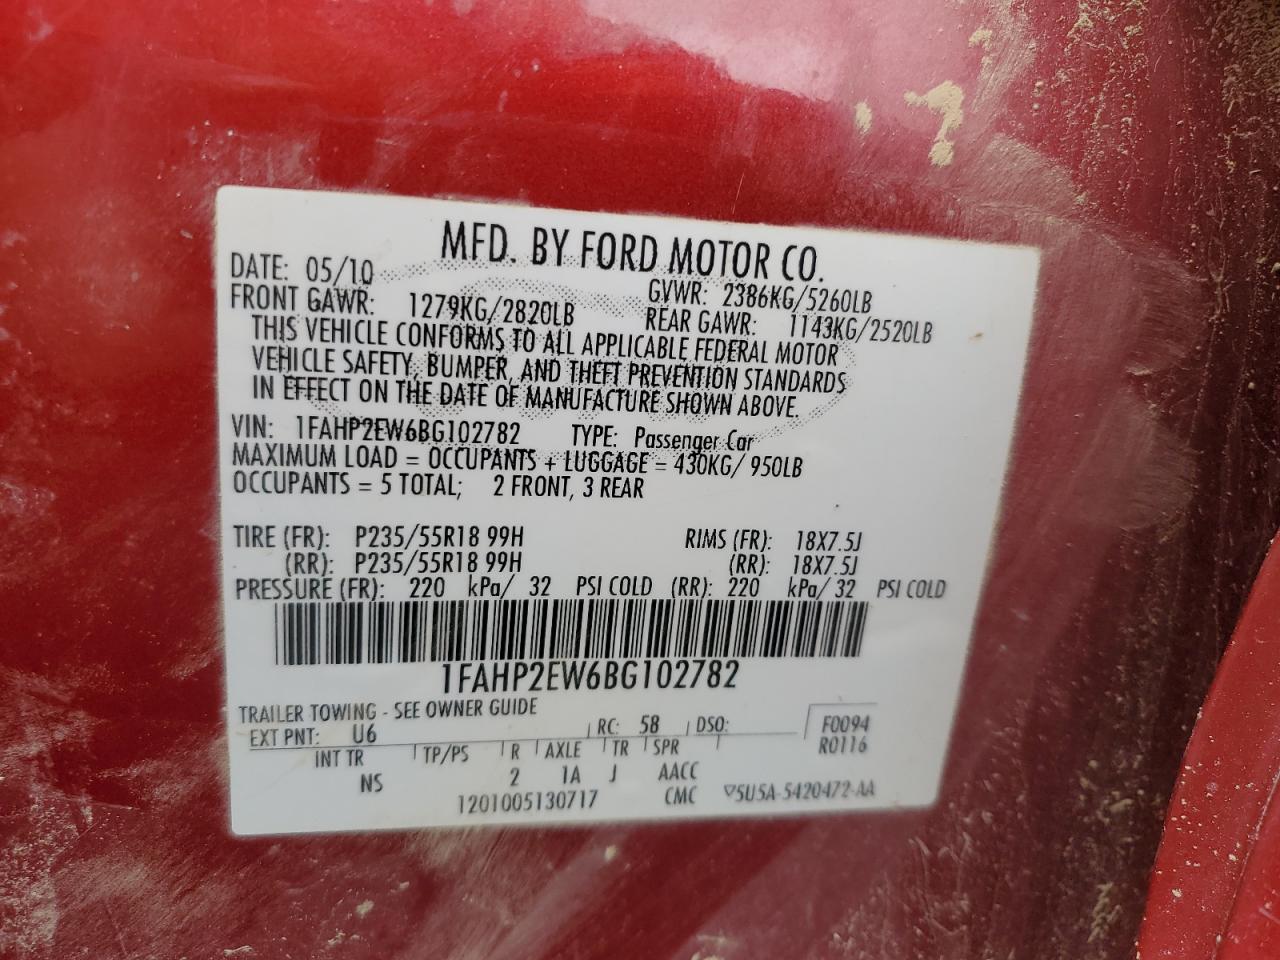 MFD. BY FORD MOTOR CO.
DATE: 05/10 GVWR: 2386KG/5260LB
FRONT GAWR: 1279KG/2820LB REAR GAWR: 1143KG/2520LB
THIS VEHICLE CONFORMS TO ALL APPLICABLE FEDERAL MOTOR
VEHICLE SAFETY, BUMPER, AND THEFT PREVENTION STANDARDS
IN EFFECT ON THE DATE OF MANUFACTURE SHOWN ABOVE.
VIN: 1FAHP2EW6BG102782 TYPE: Passenger Car
MAXIMUM LOAD = OCCUPANTS + LUGGAGE = 430KG/ 950LB
OCCUPANTS = 5 TOTAL; 2 FRONT, 3 REAR
TIRE (FR): P235/55R18 99H RIMS (FR): 18X7.5J
(RR): P235/55R18 99H (RR): 18X7.5J
PRESSURE (FR): 220 kPa/ 32 PSI COLD (RR): 220 kPa/ 32 PSI COLD
1FAHP2EW6BG102782
TRAILER TOWING - SEE OWNER GUIDE
EXT PNT: U6 RC: 58 DSO: F0094
R0116
INT TR TP/PS R AXLE TR SPR
NS 2 1A J AACC
1201005130717 CMC ▽5U5A-5420472-AA